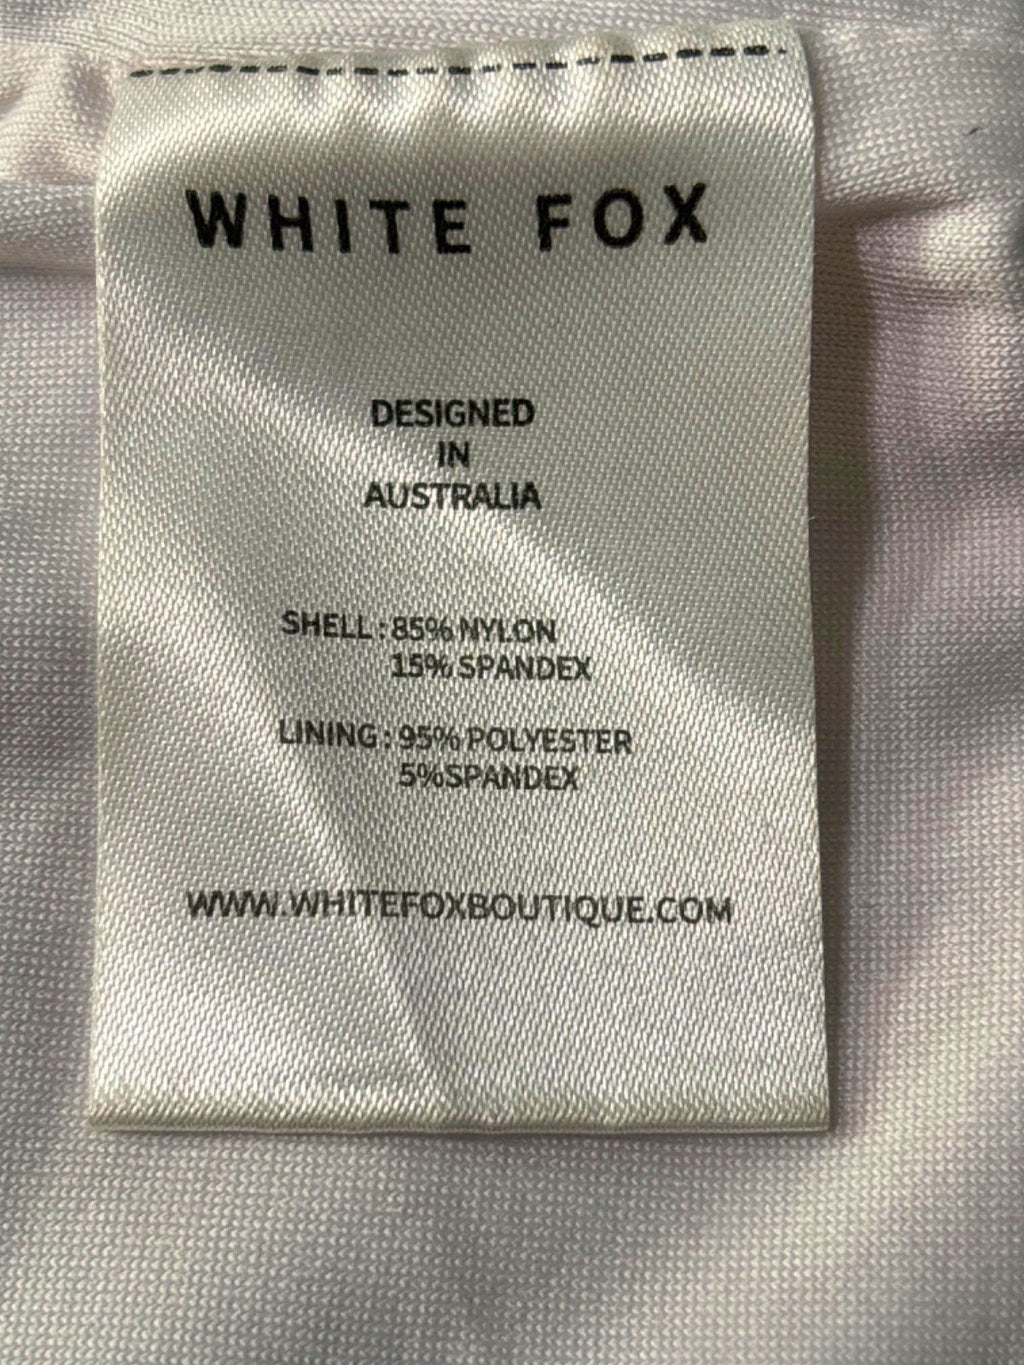 WHITE FOX
DESIGNED
IN
AUSTRALIA
SHELL : 85% NYLON
15% SPANDEX
LINING : 95% POLYESTER
5%SPANDEX
WWW.WHITEFOXBOUTIQUE.COM